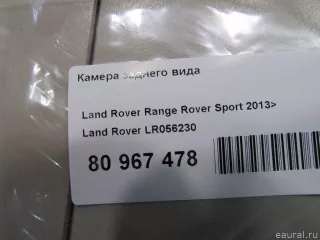 Камера заднего вида
Land Rover Range Rover Sport 2013>
Land Rover LR056230
80 967 478
eaural.ru